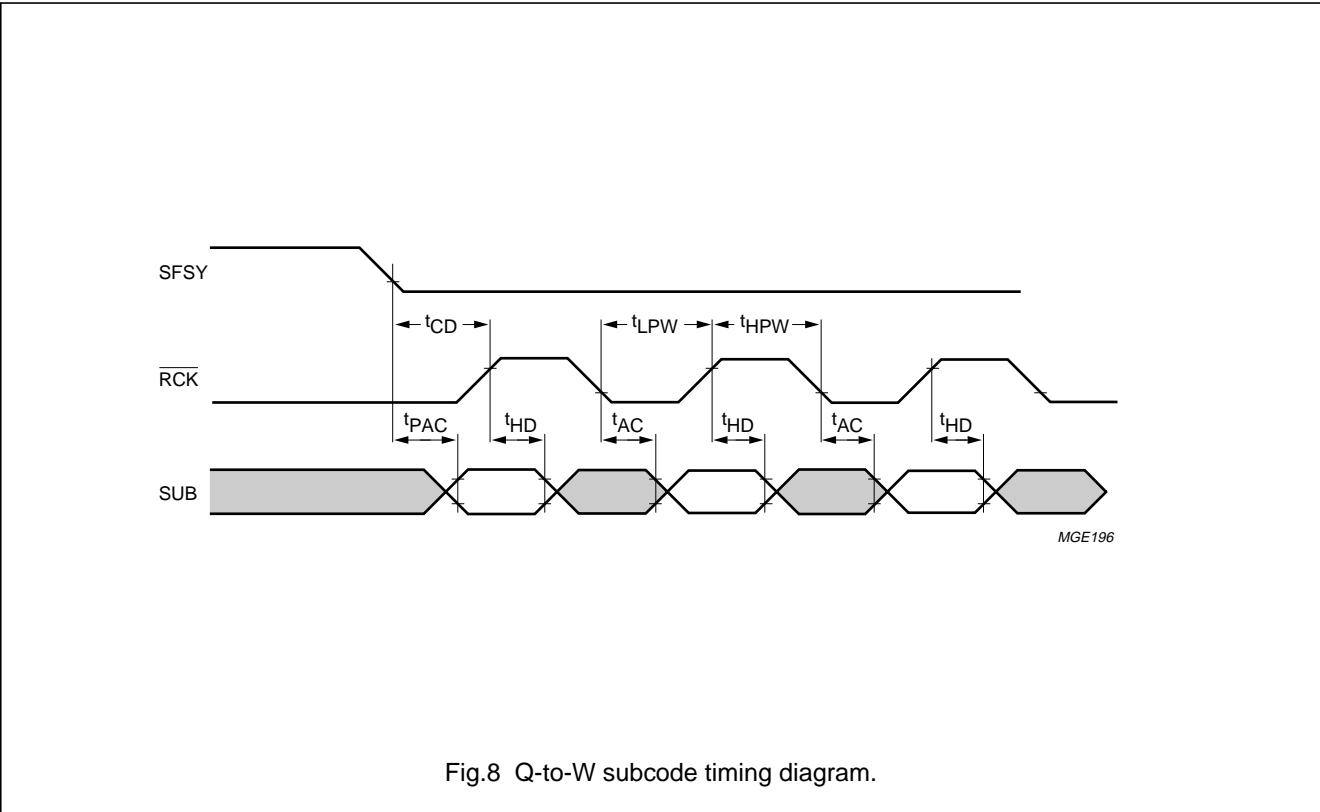 SFSY
tCD
tLPW
tHPW
RCK
tPAC
tHD
tAC
tHD
tAC
tHD
SUB
MGE196
Fig.8 Q-to-W subcode timing diagram.